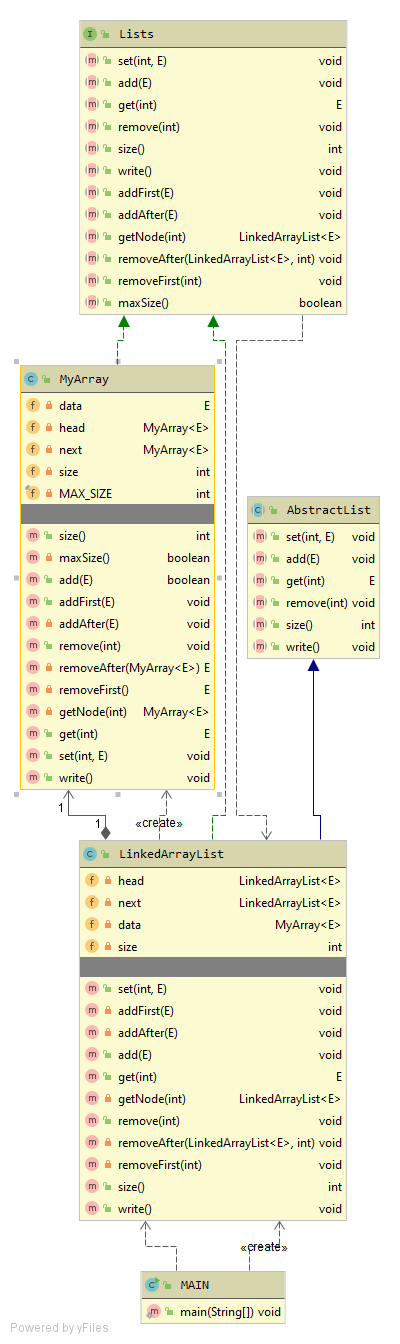 Lists
set(int, E) void
add(E) void
get(int) E
remove(int) void
size() int
write() void
addFirst(E) void
addAfter(E) void
getNode(int) LinkedArrayList<E>
removeAfter(LinkedArrayList<E>, int) void
removeFirst(int) void
maxSize() boolean
MyArray
data E
head MyArray<E>
next MyArray<E>
size int
MAX_SIZE int
size() int
maxSize() boolean
add(E) boolean
addFirst(E) void
addAfter(E) void
remove(int) void
removeAfter(MyArray<E>) E
removeFirst() E
getNode(int) MyArray<E>
get(int) E
set(int, E) void
write() void
AbstractList
set(int, E) void
add(E) void
get(int) E
remove(int) void
size() int
write() void
1
1
«create»
LinkedArrayList
head LinkedArrayList<E>
next LinkedArrayList<E>
data MyArray<E>
size int
set(int, E) void
addFirst(E) void
addAfter(E) void
add(E) void
get(int) E
getNode(int) LinkedArrayList<E>
remove(int) void
removeAfter(LinkedArrayList<E>, int) void
removeFirst(int) void
size() int
write() void
«create»
MAIN
main(String[]) void
Powered by yFiles